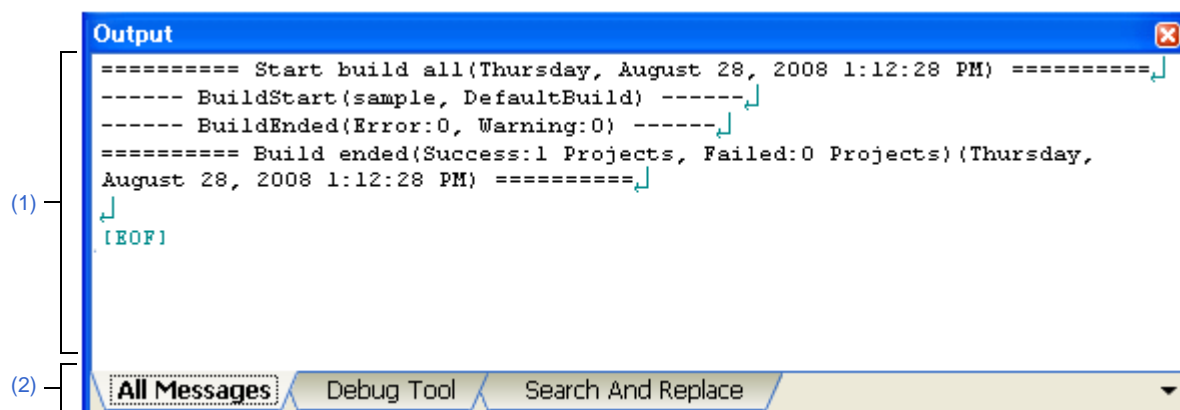 Output
========== Start build all(Thursday, August 28, 2008 1:12:28 PM) ==========
------ BuildStart(sample, DefaultBuild) ------
------ BuildEnded(Error:0, Warning:0) ------
========== Build ended(Success:1 Projects, Failed:0 Projects)(Thursday,
August 28, 2008 1:12:28 PM) ==========
(1)
[EOF]
(2)
All Messages
Debug Tool
Search And Replace